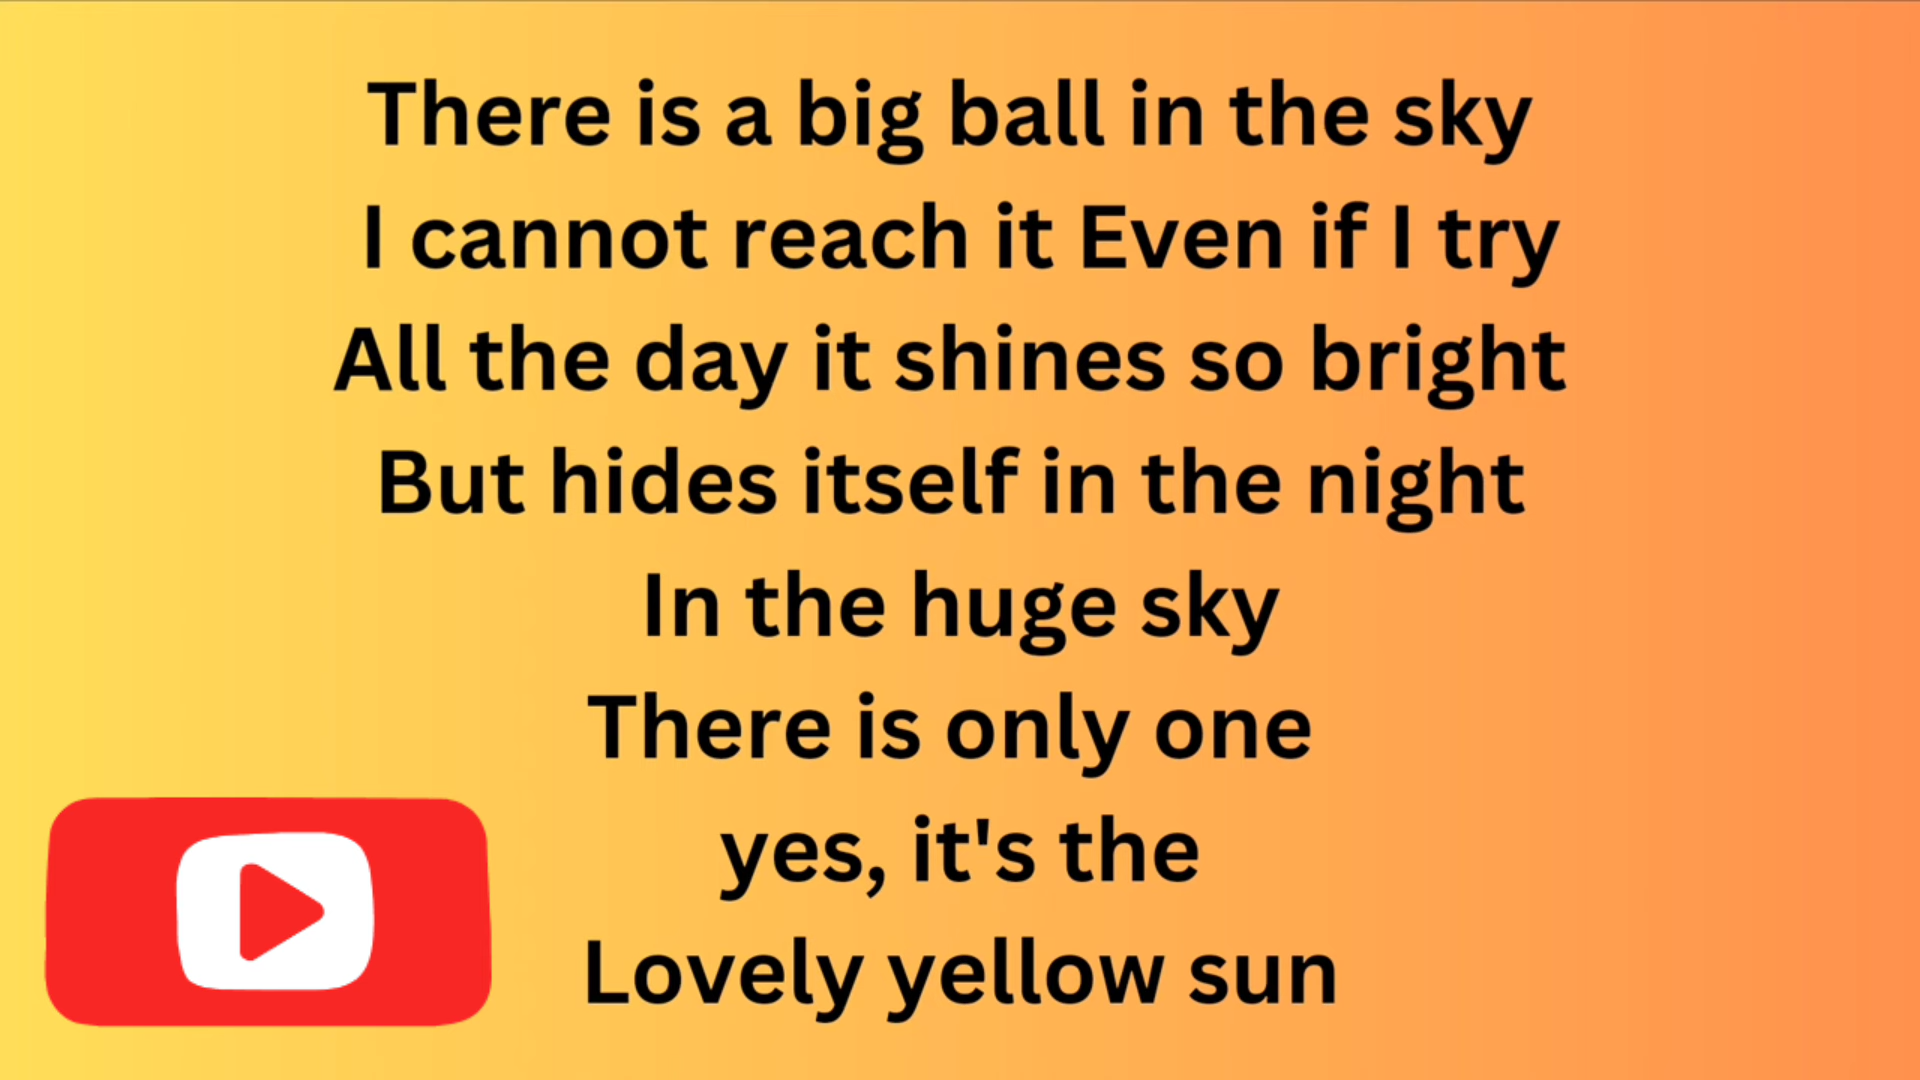 There is a big ball in the sky
I cannot reach it Even if I try
All the day it shines so bright
But hides itself in the night
In the huge sky
There is only one
yes, it's the
Lovely yellow sun